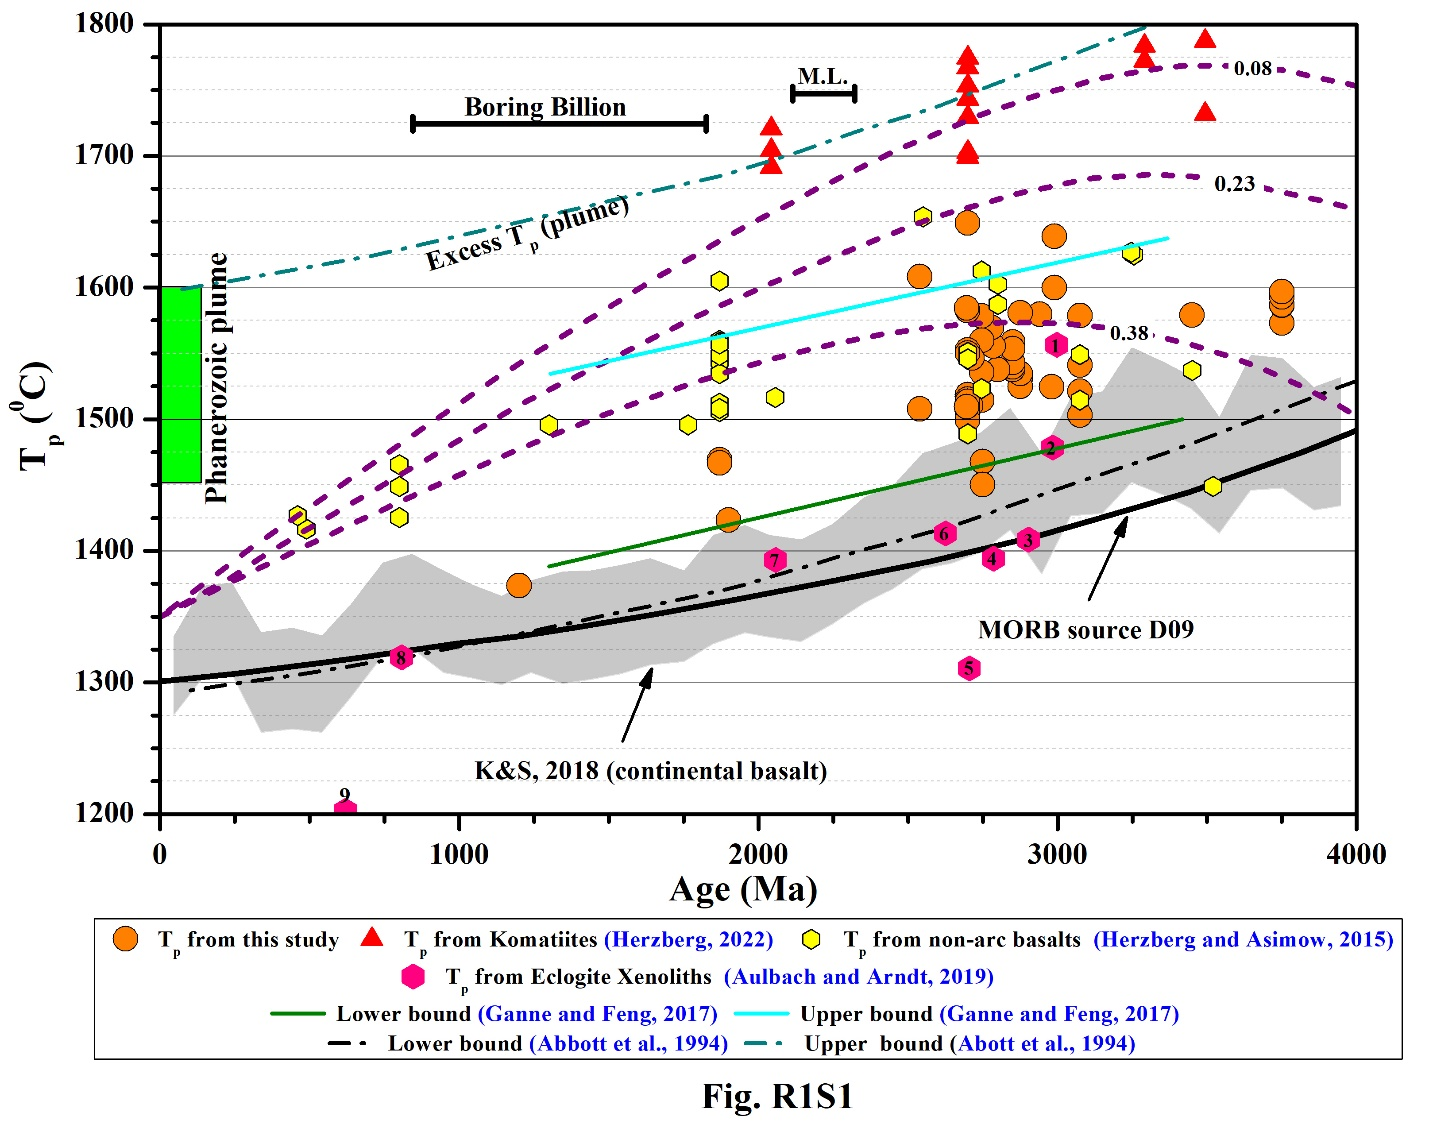 1800
1700
1600
1500
1400
1300
1200
Tp (⁰C)
M.L.
Boring Billion
0.08
0.23
Excess Tp (plume)
Phanerozoic plume
0.38
1
2
6
3
7
4
MORB source D09
8
5
K&S, 2018 (continental basalt)
9
0
1000
2000
3000
4000
Age (Ma)
Tp from this study
Tp from Komatiites (Herzberg, 2022)
Tp from non-arc basalts (Herzberg and Asimow, 2015)
Tp from Eclogite Xenoliths (Aulbach and Arndt, 2019)
Lower bound (Ganne and Feng, 2017)
Upper bound (Ganne and Feng, 2017)
Lower bound (Abbott et al., 1994)
Upper bound (Abott et al., 1994)
Fig. R1S1